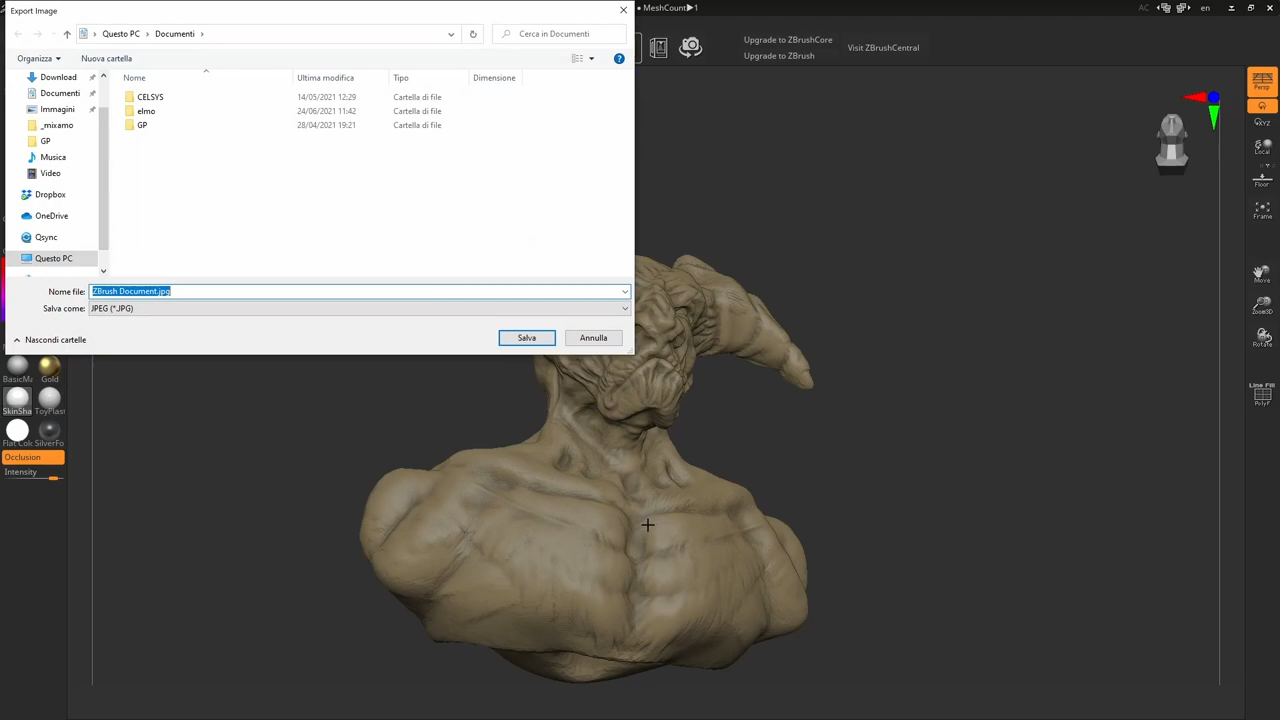 Export Image
● MeshCount▶1
AC
en
Questo PC > Documenti >
Cerca in Documenti
Organizza
Nuova cartella
Upgrade to ZBrushCore
Upgrade to ZBrush
Visit ZBrushCentral
Nome
Ultima modifica
Tipo
Dimensione
Download
Documenti
Immagini
_mixamo
GP
Musica
Video
Dropbox
OneDrive
Qsync
Questo PC
CELSYS 14/05/2021 12:29 Cartella di file
elmo 24/06/2021 11:42 Cartella di file
GP 28/04/2021 19:21 Cartella di file
Nome file: ZBrush Document.jpg
Salva come: JPEG (*.JPG)
Nascondi cartelle
Salva
Annulla
Persp
XYZ
Local
Floor
Frame
Move
Zoom3D
Rotate
Line Fill
PolyF
BasicMa
Gold
SkinSha
ToyPlas
Flat Colo
SilverFo
Occlusion
Intensity